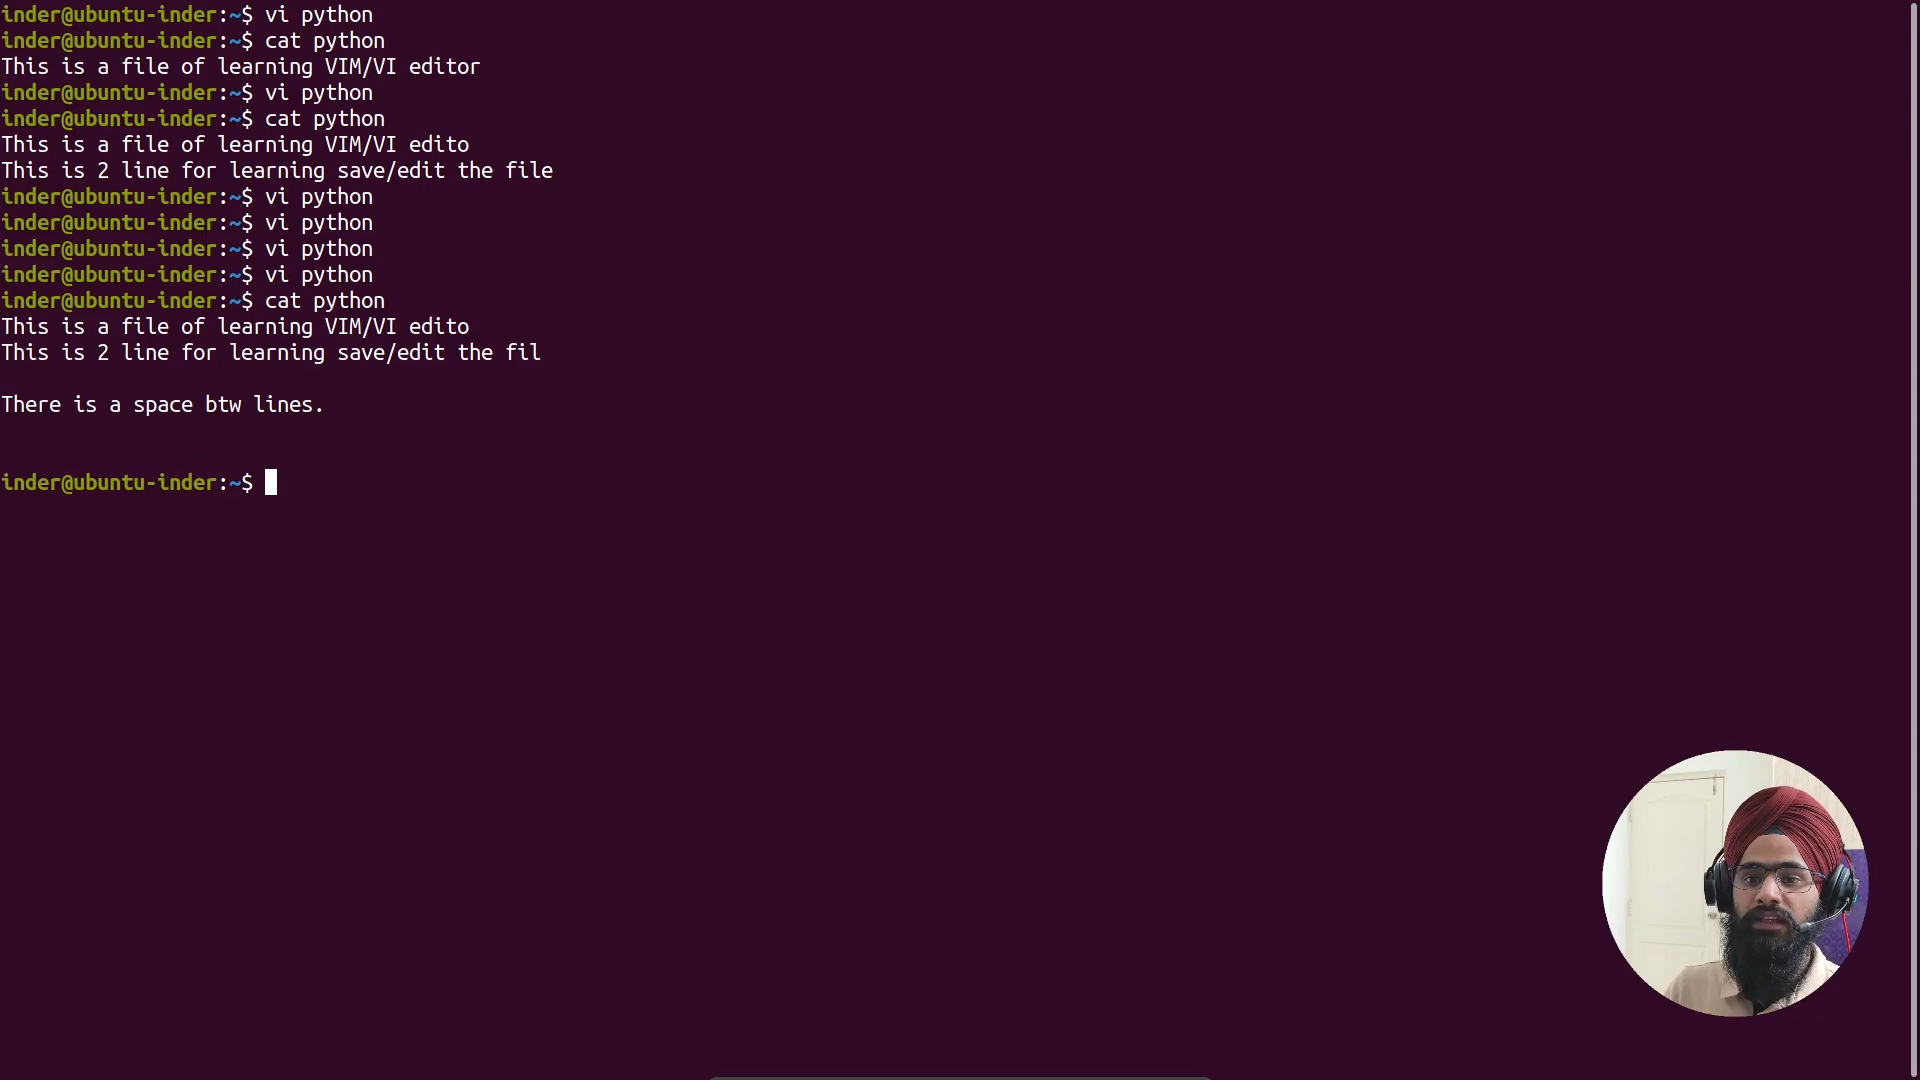 inder@ubuntu-inder:~$ vi python
inder@ubuntu-inder:~$ cat python
This is a file of learning VIM/VI editor
inder@ubuntu-inder:~$ vi python
inder@ubuntu-inder:~$ cat python
This is a file of learning VIM/VI edito
This is 2 line for learning save/edit the file
inder@ubuntu-inder:~$ vi python
inder@ubuntu-inder:~$ vi python
inder@ubuntu-inder:~$ vi python
inder@ubuntu-inder:~$ vi python
inder@ubuntu-inder:~$ cat python
This is a file of learning VIM/VI edito
This is 2 line for learning save/edit the fil
There is a space btw lines.
inder@ubuntu-inder:~$